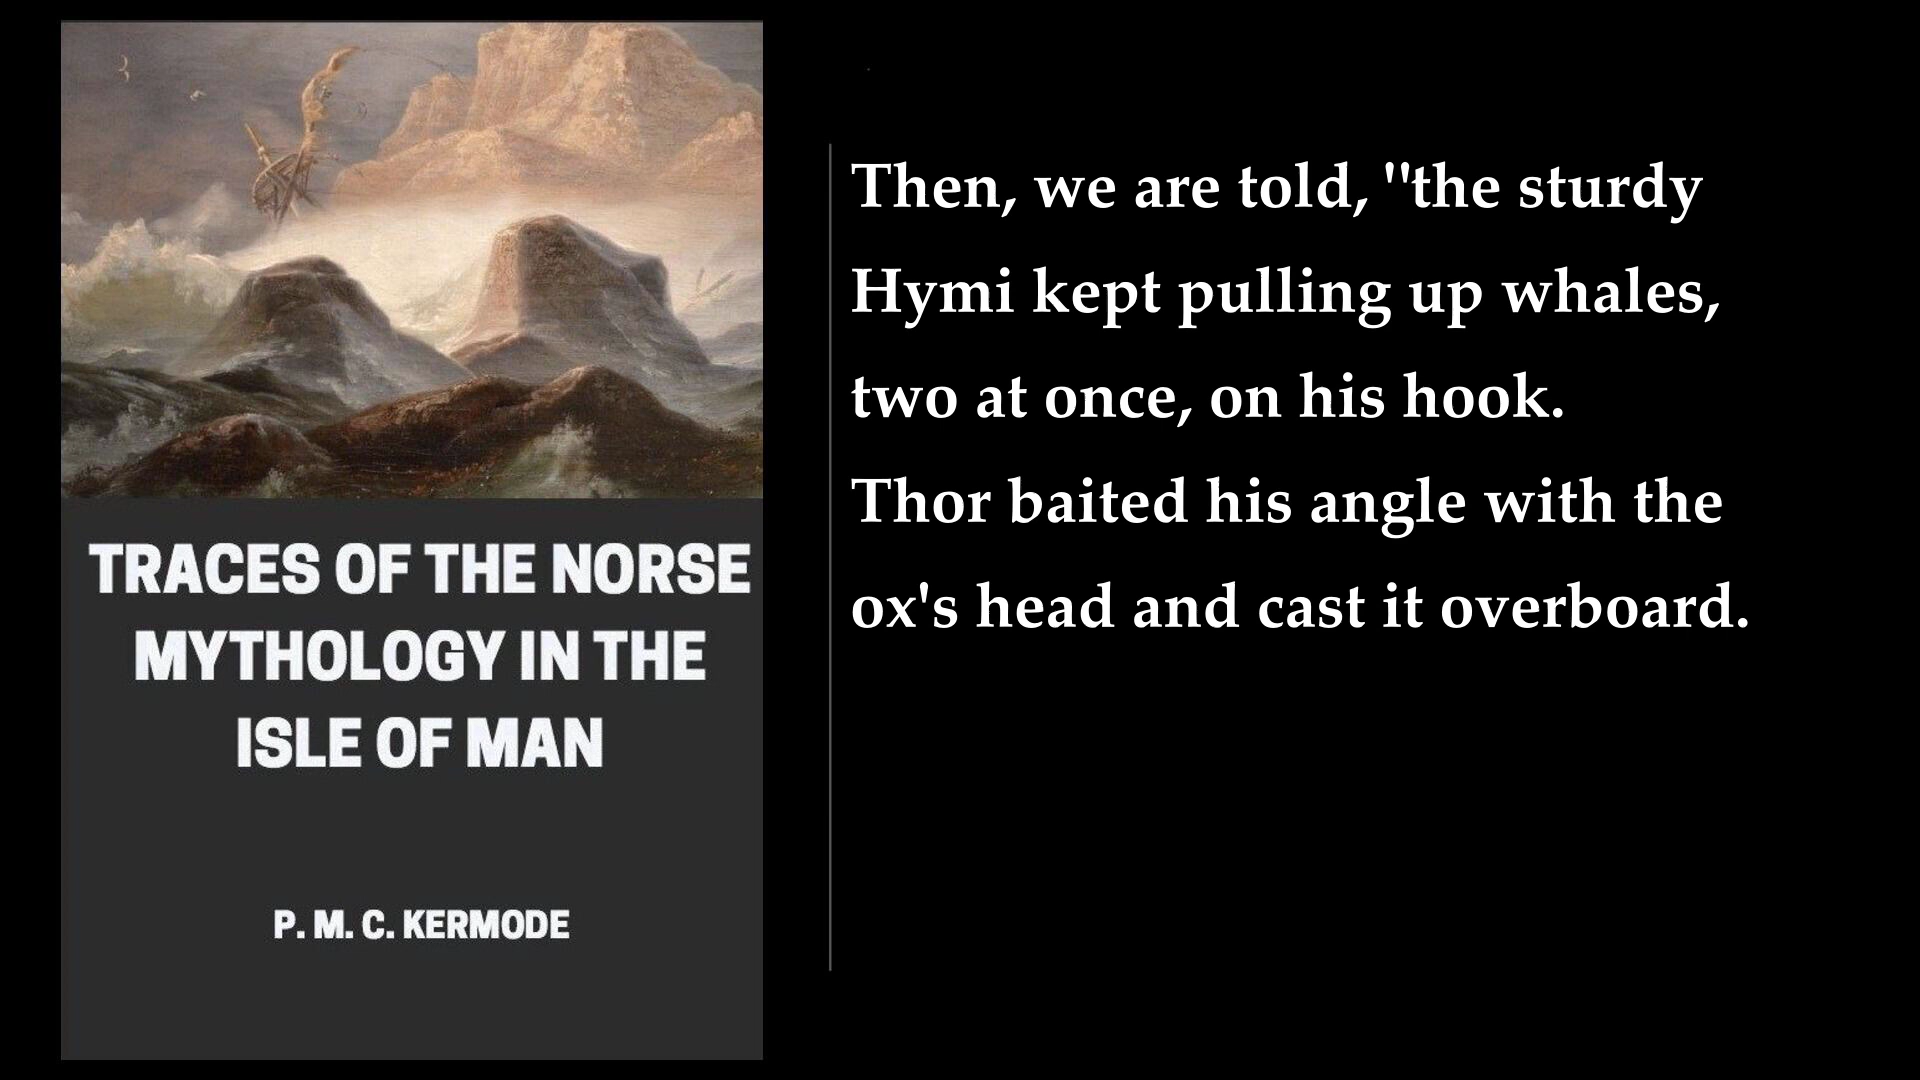 TRACES OF THE NORSE
MYTHOLOGY IN THE
ISLE OF MAN
P. M. C. KERMODE
Then, we are told, "the sturdy
Hymi kept pulling up whales,
two at once, on his hook.
Thor baited his angle with the
ox's head and cast it overboard.